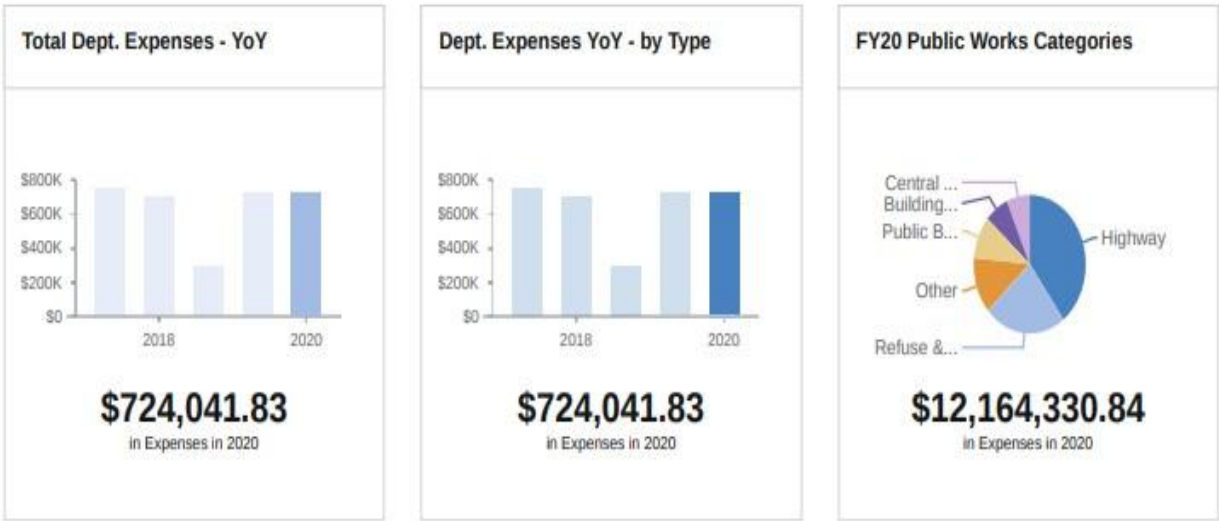 Total Dept. Expenses - YoY
$800K
$600K
$400K
$200K
$0
2018
2020
$724,041.83
in Expenses in 2020
Dept. Expenses YoY - by Type
$800K
$600K
$400K
$200K
$0
2018
2020
$724,041.83
in Expenses in 2020
FY20 Public Works Categories
Central ...
Building...
Public B...
Highway
Other
Refuse &...
$12,164,330.84
in Expenses in 2020